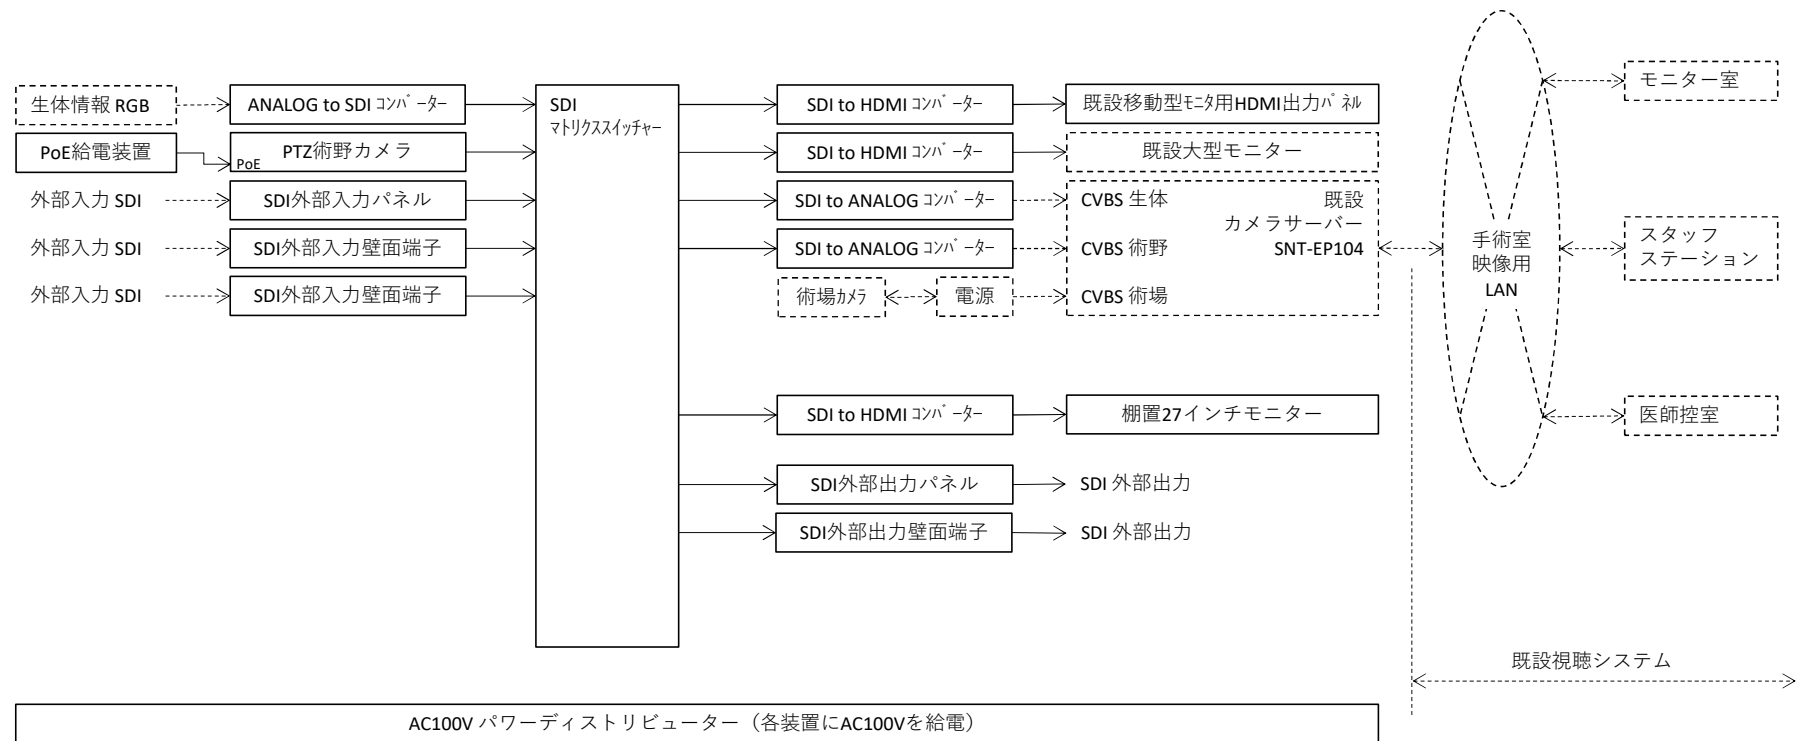 生体情報 RGB
ANALOG to SDI ｺﾝﾊﾞｰﾀｰ
SDI
ﾏﾄﾘｸｽｽｲｯﾁｬｰ
SDI to HDMI ｺﾝﾊﾞｰﾀｰ
既設移動型ﾓﾆﾀ用HDMI出力ﾊﾟﾈﾙ
モニター室
PoE給電装置
PoE
PTZ術野カメラ
SDI to HDMI ｺﾝﾊﾞｰﾀｰ
既設大型モニター
外部入力 SDI
SDI外部入力パネル
SDI to ANALOG ｺﾝﾊﾞｰﾀｰ
CVBS 生体
既設
カメラサーバー
SNT-EP104
外部入力 SDI
SDI外部入力壁面端子
SDI to ANALOG ｺﾝﾊﾞｰﾀｰ
CVBS 術野
手術室
映像用
LAN
スタッフ
ステーション
外部入力 SDI
SDI外部入力壁面端子
術場ｶﾒﾗ
電源
CVBS 術場
SDI to HDMI ｺﾝﾊﾞｰﾀｰ
棚置27インチモニター
医師控室
SDI外部出力パネル
SDI 外部出力
SDI外部出力壁面端子
SDI 外部出力
既設視聴システム
AC100V パワーディストリビューター（各装置にAC100Vを給電）